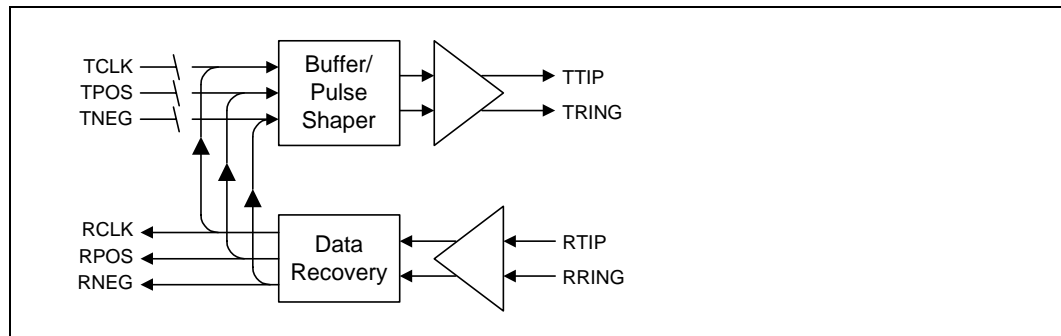 TCLK
TPOS
TNEG
Buffer/
Pulse
Shaper
TTIP
TRING
RCLK
RPOS
RNEG
Data
Recovery
RTIP
RRING